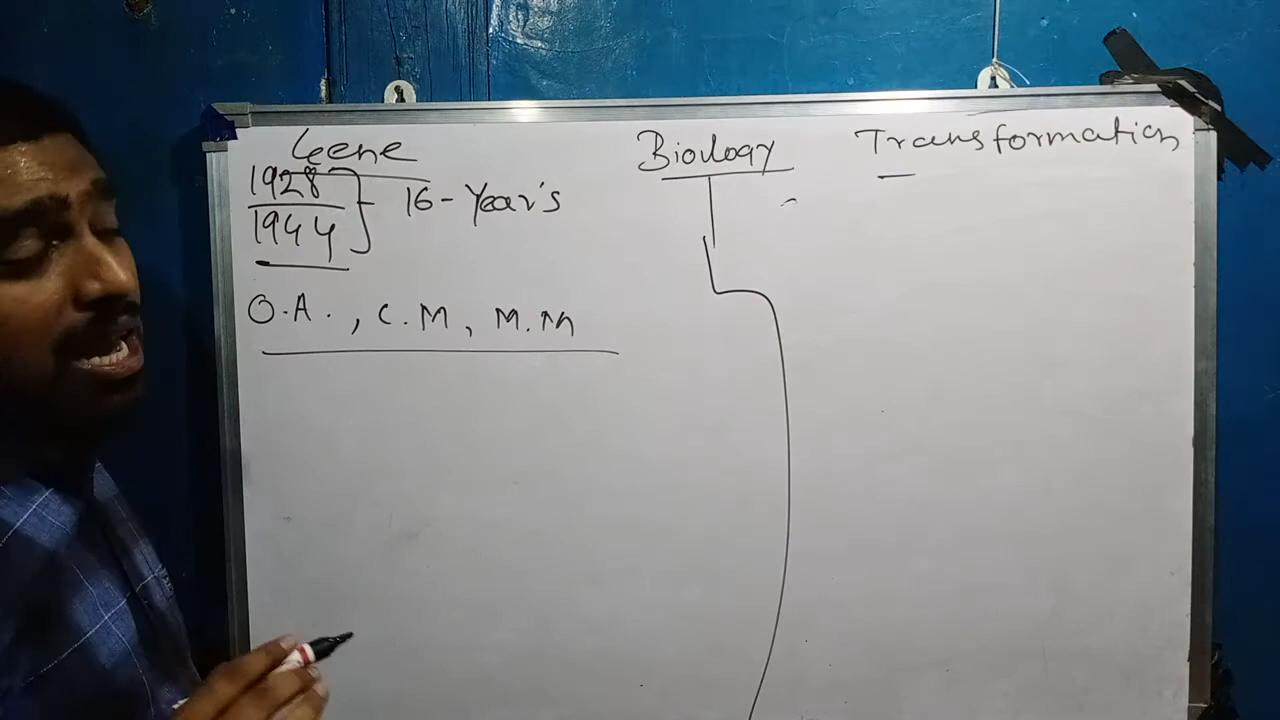 Gene Biology Transformation
1928
1944
16 - Year's
O.A. , C.M, M.M